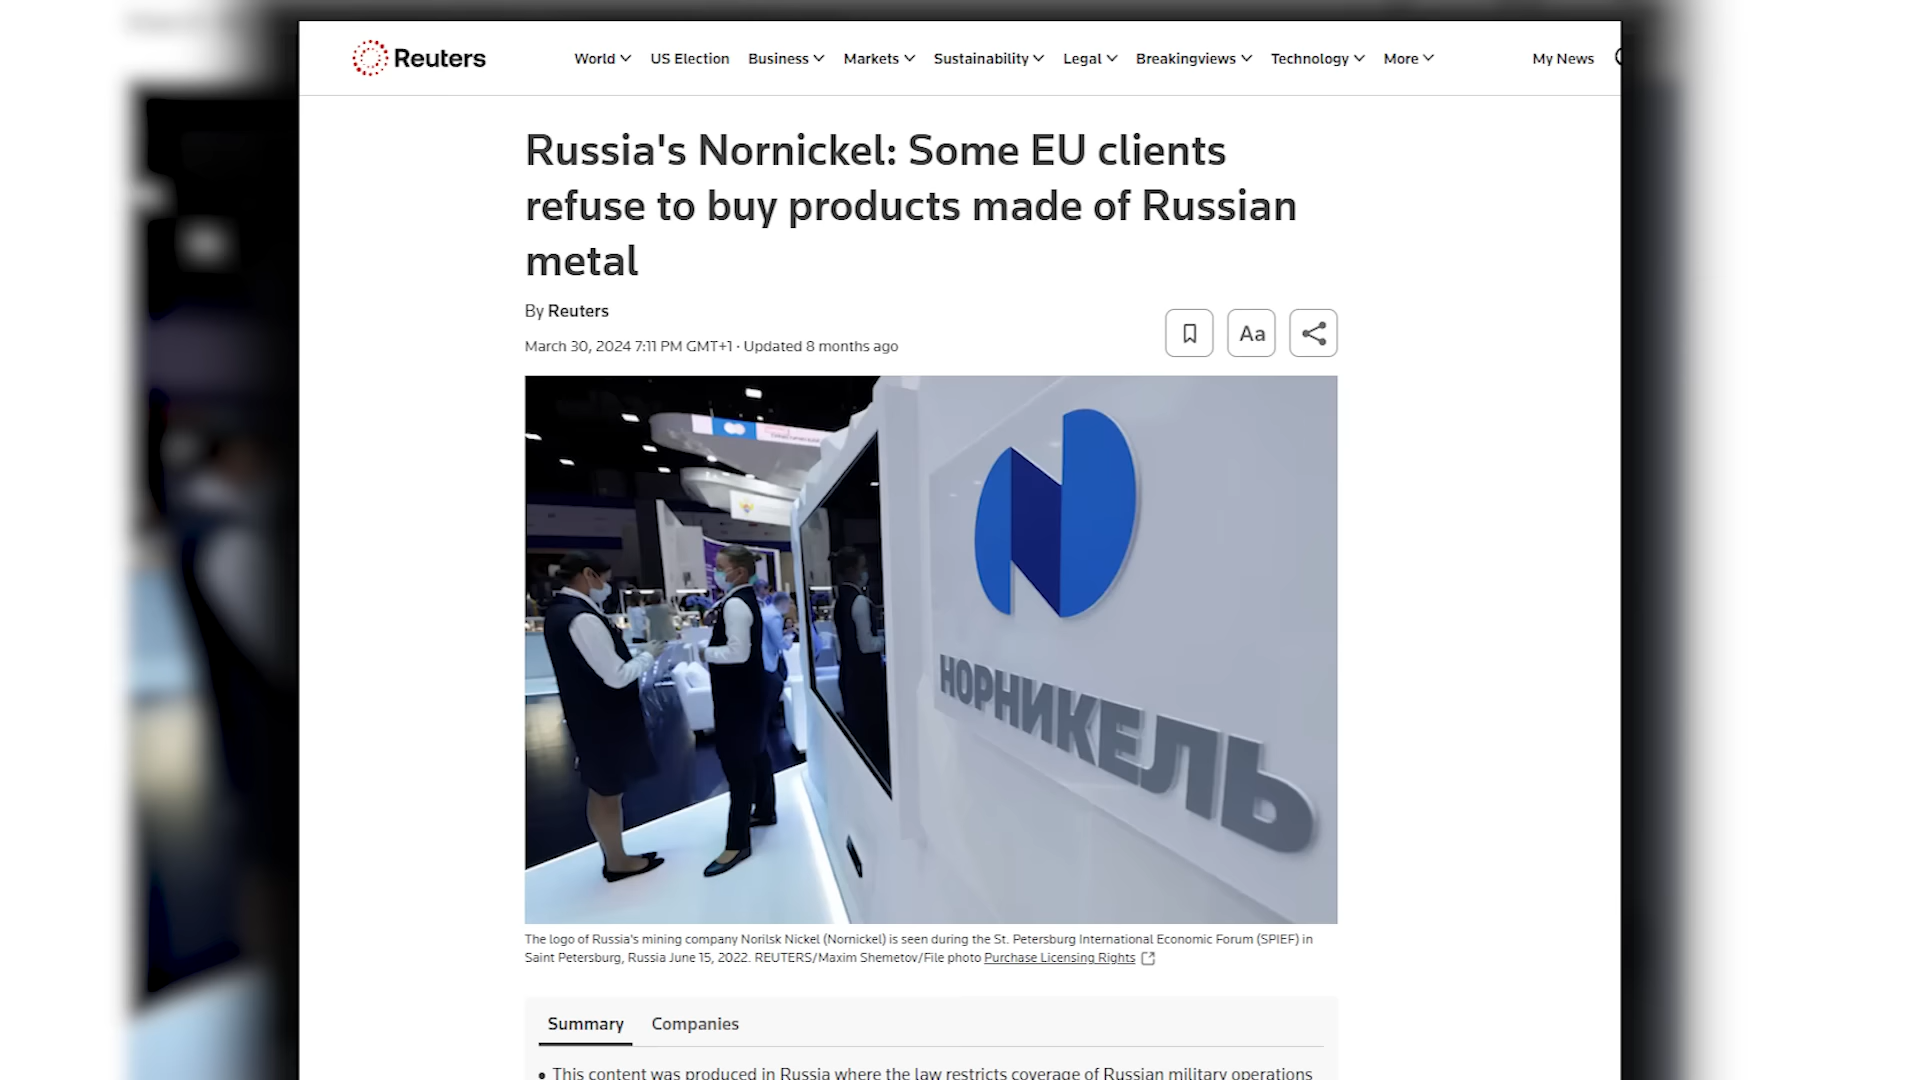 Reuters
World
US Election
Business
Markets
Sustainability
Legal
Breakingviews
Technology
More
My News
Russia's Nornickel: Some EU clients
refuse to buy products made of Russian
metal
By Reuters
March 30, 2024 7:11 PM GMT+1 · Updated 8 months ago
Aa
НОРНИКЕЛЬ
The logo of Russia's mining company Norilsk Nickel (Nornickel) is seen during the St. Petersburg International Economic Forum (SPIEF) in
Saint Petersburg, Russia June 15, 2022. REUTERS/Maxim Shemetov/File photo Purchase Licensing Rights
Summary
Companies
• This content was produced in Russia where the law restricts coverage of Russian military operations